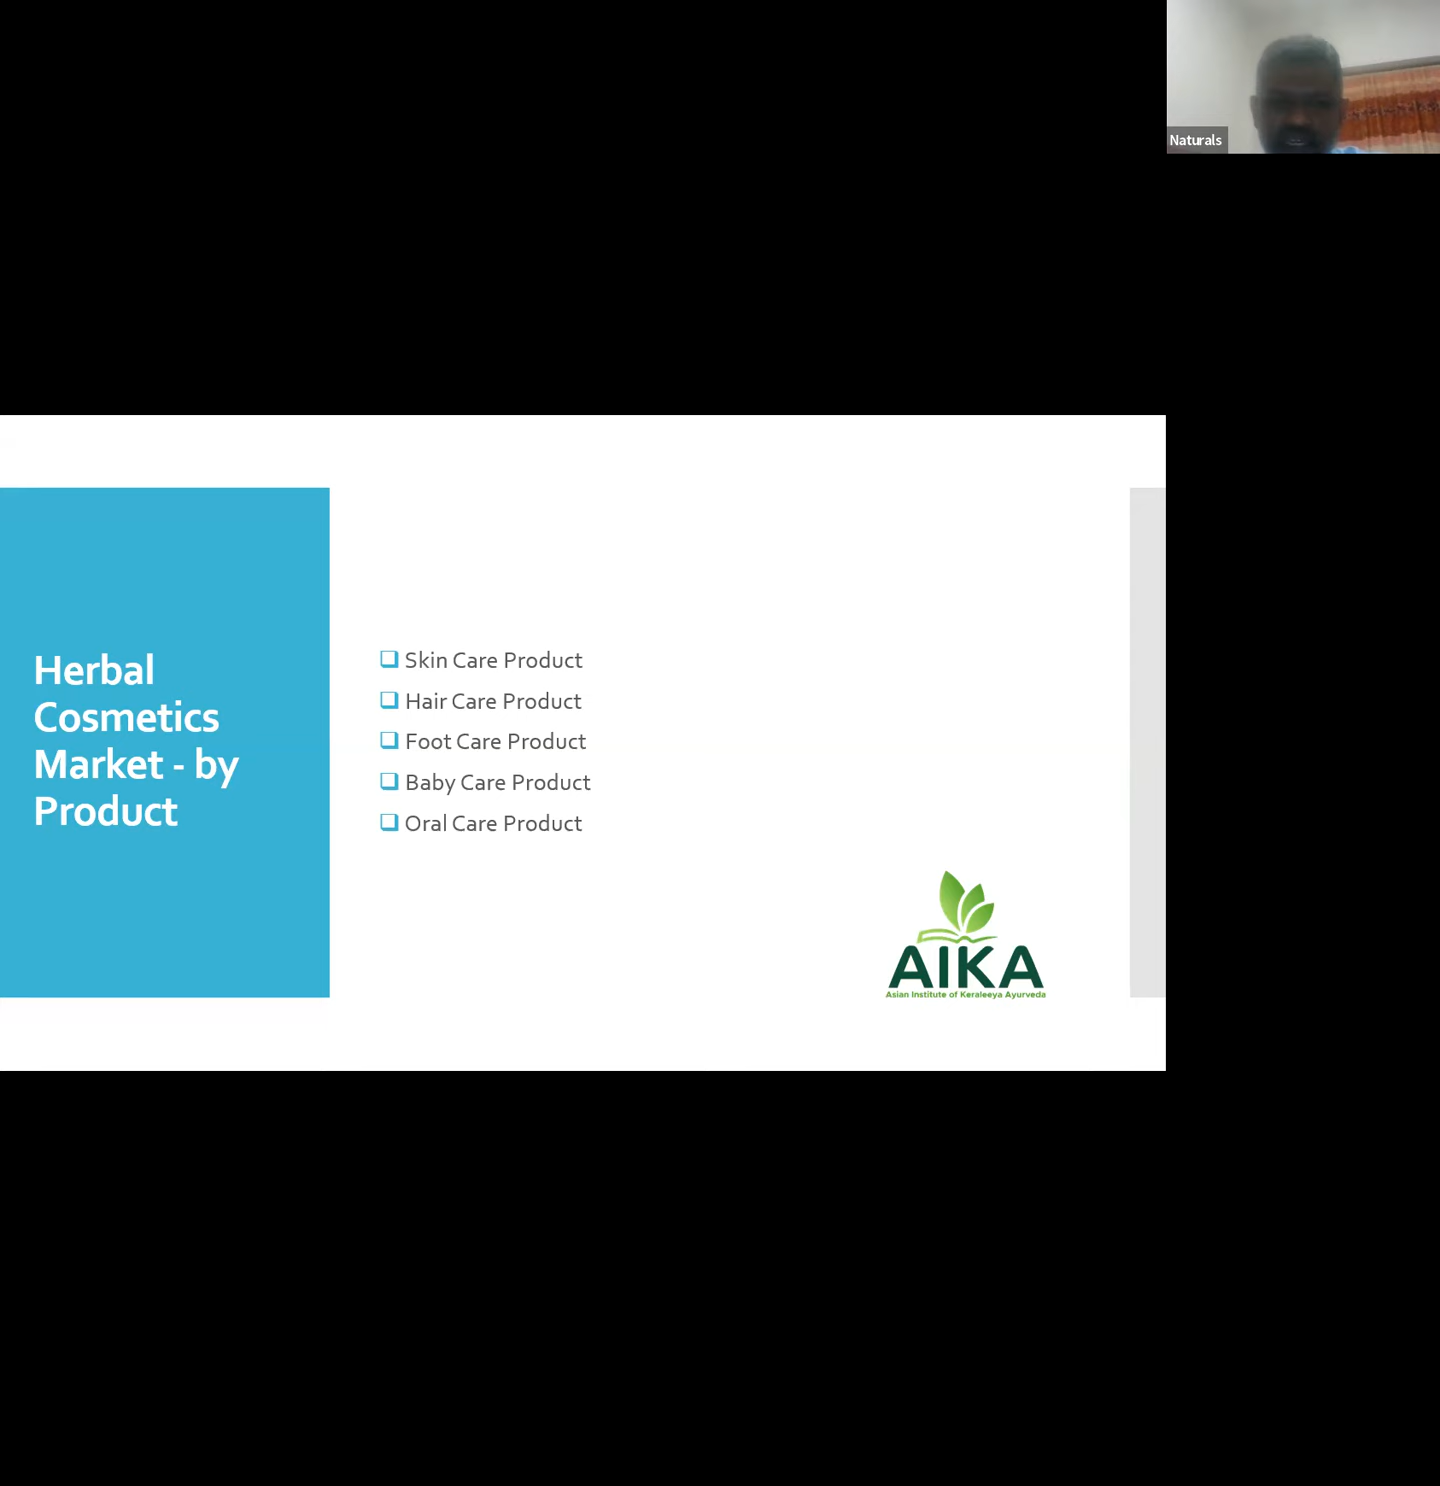 Naturals
Herbal
Cosmetics
Market - by
Product
Skin Care Product
Hair Care Product
Foot Care Product
Baby Care Product
Oral Care Product
AIKA
Asian Institute of Keraleeya Ayurveda